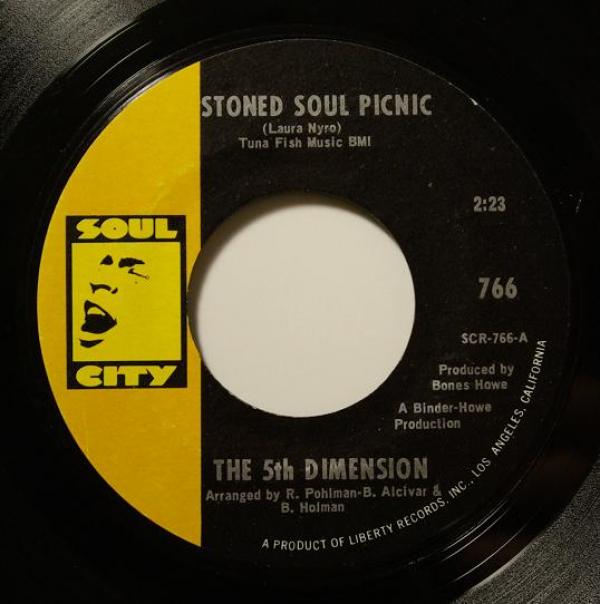 STONED SOUL PICNIC
(Laura Nyro)
Tuna Fish Music BMI
2:23
SOUL
CITY
766
SCR-766-A
Produced by
Bones Howe
A Binder-Howe
Production
THE 5th DIMENSION
Arranged by R. Pohlman-B. Alcivar &
B. Holman
A PRODUCT OF LIBERTY RECORDS, INC., LOS ANGELES, CALIFORNIA